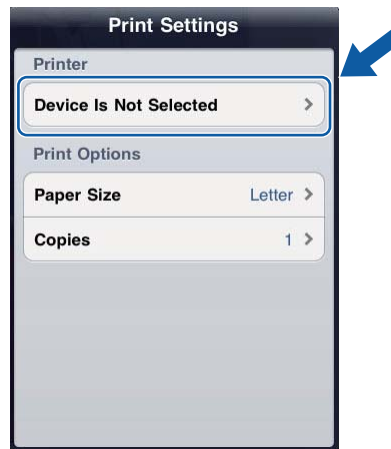 Print Settings
Printer
Device Is Not Selected
Print Options
Paper Size Letter
Copies 1